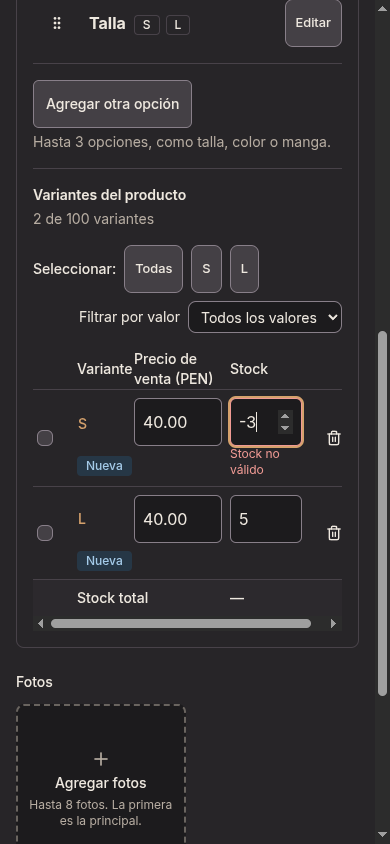 Talla S L Editar
Agregar otra opción
Hasta 3 opciones, como talla, color o manga.
Variantes del producto
2 de 100 variantes
Seleccionar: Todas S L
Filtrar por valor Todos los valores
Variante Precio de venta (PEN) Stock
S 40.00 -3
Stock no
válido
Nueva
L 40.00 5
Nueva
Stock total —
Fotos
Agregar fotos
Hasta 8 fotos. La primera
es la principal.